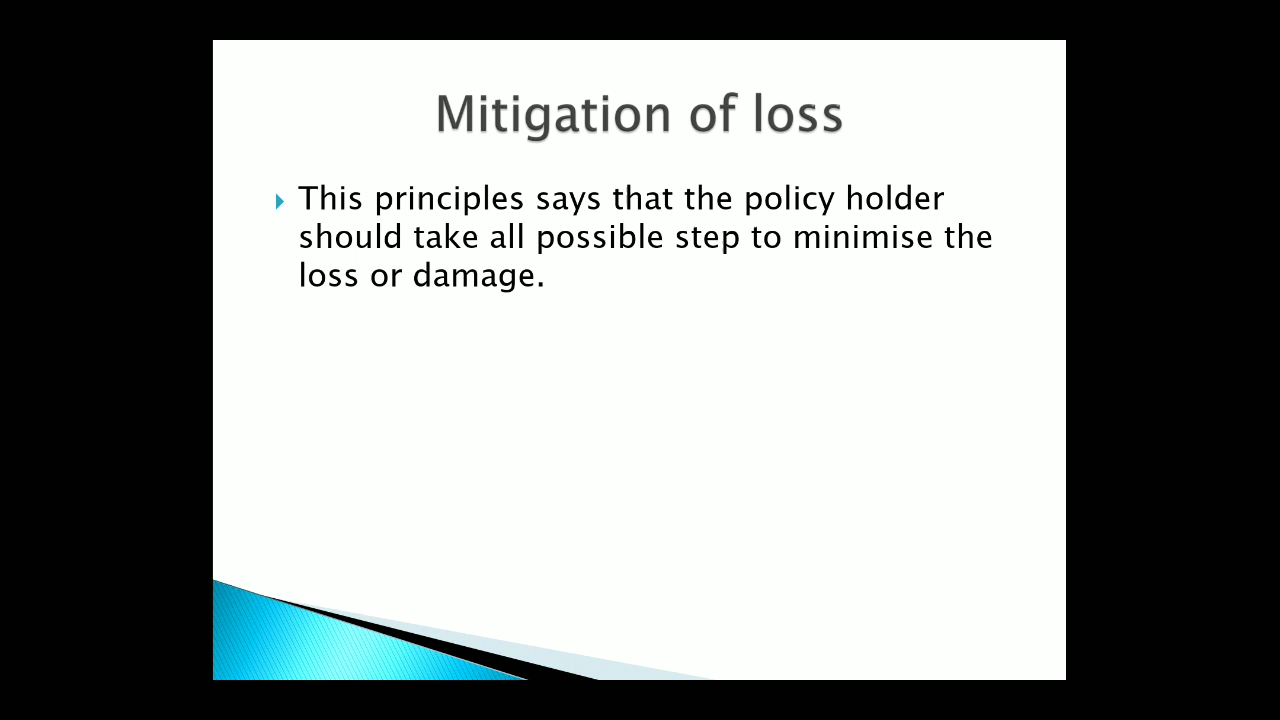 Mitigation of loss
This principles says that the policy holder
should take all possible step to minimise the
loss or damage.